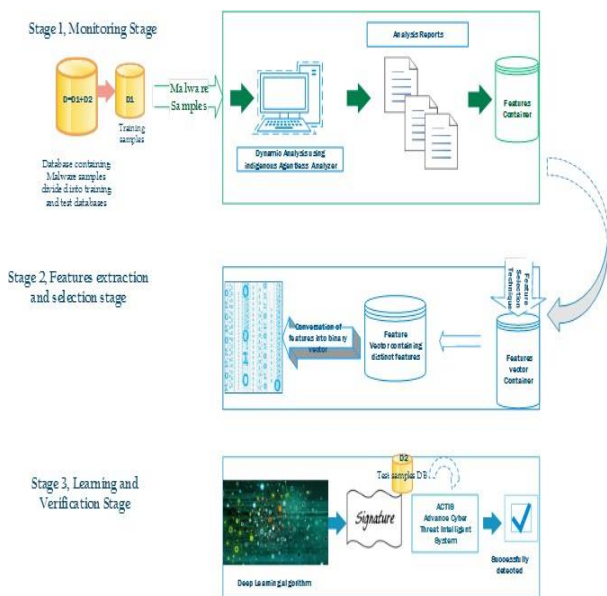 Stage 1, Monitoring Stage
D=D1+D2
D1
Training
samples
Database containing
Malware samples
divided into training
and test databases
Malware
Samples
Dynamic Analysis using
indigenous Agentless Analyzer
Analysis Reports
Features
Container
Stage 2, Features extraction
and selection stage
Conversation of
features into binary
vector
Feature
Vector containing
distinct features
Feature
Selection
Technique
Features
vector
Container
Stage 3, Learning and
Verification Stage
Deep Learning algorithm
Signature
D2
Test samples DB
ACTIS
Advance Cyber
Threat Intelligent
System
Successfully
detected